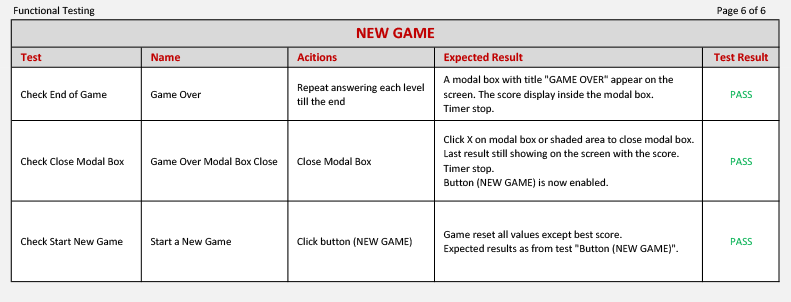 Functional Testing
Page 6 of 6
NEW GAME
Test Name Acitions Expected Result Test Result
Check End of Game
Game Over
Repeat answering each level
till the end
A modal box with title "GAME OVER" appear on the
screen. The score display inside the modal box.
Timer stop.
PASS
Check Close Modal Box
Game Over Modal Box Close
Close Modal Box
Click X on modal box or shaded area to close modal box.
Last result still showing on the screen with the score.
Timer stop.
Button (NEW GAME) is now enabled.
PASS
Check Start New Game
Start a New Game
Click button (NEW GAME)
Game reset all values except best score.
Expected results as from test "Button (NEW GAME)".
PASS